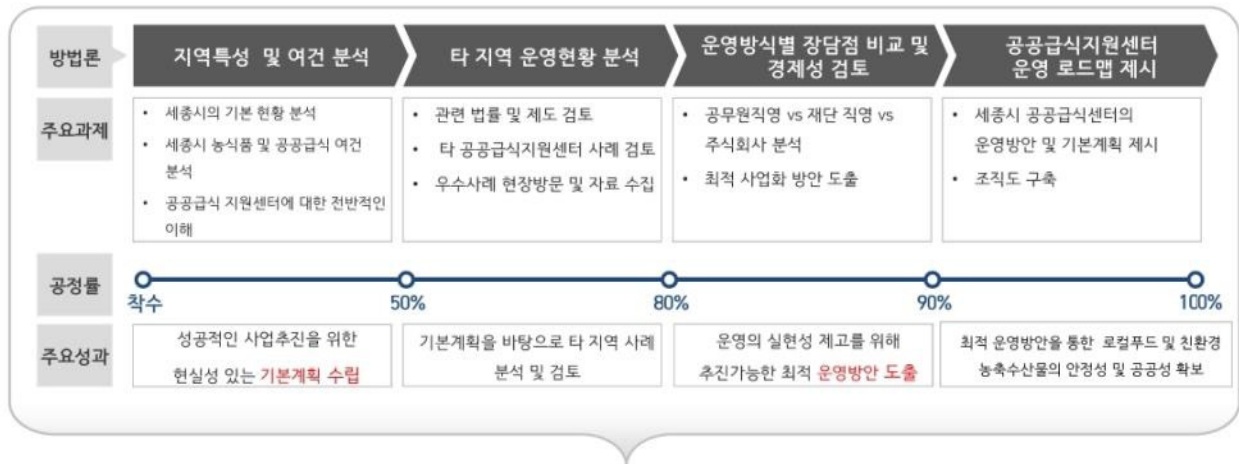 방법론
지역특성 및 여건 분석
타 지역 운영현황 분석
운영방식별 장담점 비교 및
경제성 검토
공공급식지원센터
운영 로드맵 제시
주요과제
• 세종시의 기본 현황 분석
• 세종시 농식품 및 공공급식 여건
분석
• 공공급식 지원센터에 대한 전반적인
이해
• 관련 법률 및 제도 검토
• 타 공공급식지원센터 사례 검토
• 우수사례 현장방문 및 자료 수집
• 공무원직영 vs 재단 직영 vs
주식회사 분석
• 최적 사업화 방안 도출
• 세종시 공공급식센터의
운영방안 및 기본계획 제시
• 조직도 구축
공정률
착수
50%
80%
90%
100%
주요성과
성공적인 사업추진을 위한
현실성 있는 기본계획 수립
기본계획을 바탕으로 타 지역 사례
분석 및 검토
운영의 실현성 제고를 위해
추진가능한 최적 운영방안 도출
최적 운영방안을 통한 로컬푸드 및 친환경
농축수산물의 안정성 및 공공성 확보